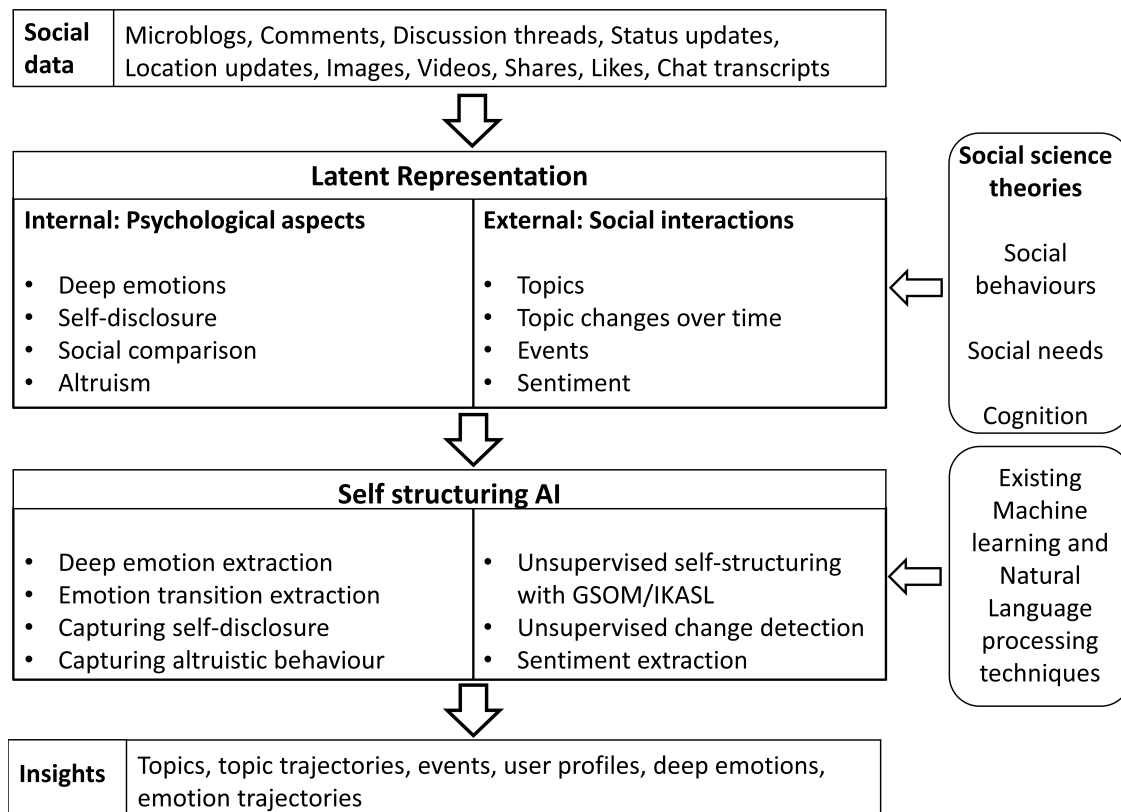 Social data
Microblogs, Comments, Discussion threads, Status updates,
Location updates, Images, Videos, Shares, Likes, Chat transcripts
Latent Representation
Internal: Psychological aspects
• Deep emotions
• Self-disclosure
• Social comparison
• Altruism
External: Social interactions
• Topics
• Topic changes over time
• Events
• Sentiment
Social science
theories
Social
behaviours
Social needs
Cognition
Self structuring AI
• Deep emotion extraction
• Emotion transition extraction
• Capturing self-disclosure
• Capturing altruistic behaviour
• Unsupervised self-structuring
with GSOM/IKASL
• Unsupervised change detection
• Sentiment extraction
Existing
Machine
learning and
Natural
Language
processing
techniques
Insights
Topics, topic trajectories, events, user profiles, deep emotions,
emotion trajectories